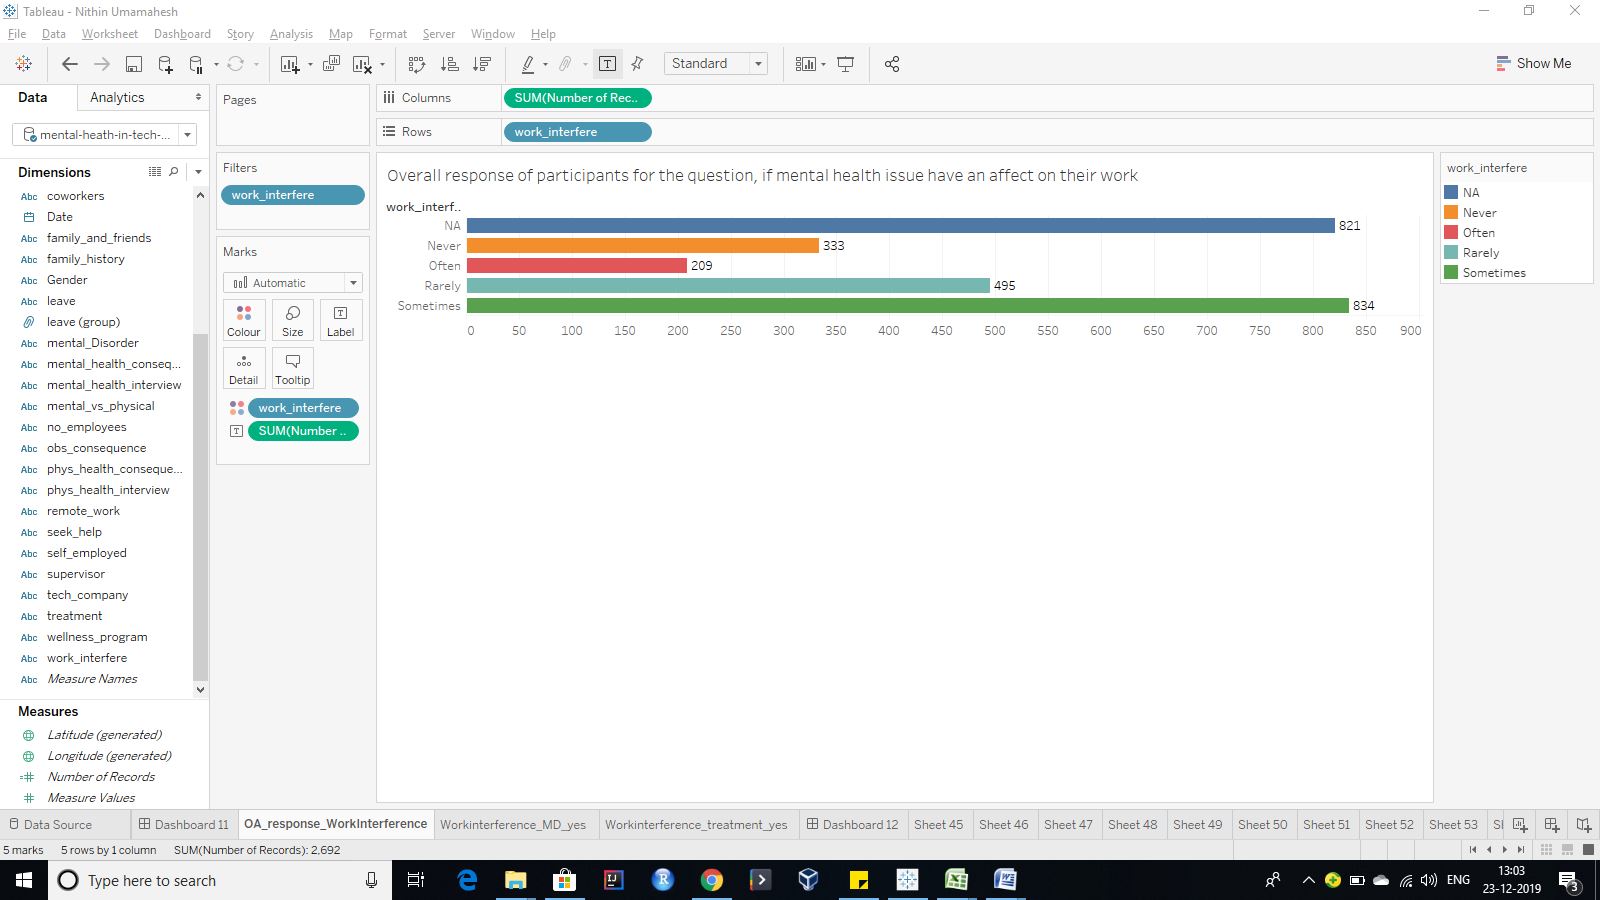 Tableau - Nithin Umamahesh
File Data Worksheet Dashboard Story Analysis Map Format Server Window Help
Standard
Show Me
Data Analytics
mental-heath-in-tech-...
Dimensions
Abc coworkers
Date
Abc family_and_friends
Abc family_history
Abc Gender
Abc leave
leave (group)
Abc mental_Disorder
Abc mental_health_conseq...
Abc mental_health_interview
Abc mental_vs_physical
Abc no_employees
Abc obs_consequence
Abc phys_health_conseque...
Abc phys_health_interview
Abc remote_work
Abc seek_help
Abc self_employed
Abc supervisor
Abc tech_company
Abc treatment
Abc wellness_program
Abc work_interfere
Abc Measure Names
Measures
Latitude (generated)
Longitude (generated)
=# Number of Records
# Measure Values
Pages
Filters
work_interfere
Marks
Automatic
Colour Size Label
Detail Tooltip
work_interfere
SUM(Number ..
Columns SUM(Number of Rec..
Rows work_interfere
Overall response of participants for the question, if mental health issue have an affect on their work
work_interf..
NA 821
Never 333
Often 209
Rarely 495
Sometimes 834
0 50 100 150 200 250 300 350 400 450 500 550 600 650 700 750 800 850 900
work_interfere
NA
Never
Often
Rarely
Sometimes
Data Source Dashboard 11 OA_response_WorkInterference Workinterference_MD_yes Workinterference_treatment_yes Dashboard 12 Sheet 45 Sheet 46 Sheet 47 Sheet 48 Sheet 49 Sheet 50 Sheet 51 Sheet 52 Sheet 53
5 marks 5 rows by 1 column SUM(Number of Records): 2,692
Type here to search
ENG
13:03
23-12-2019
3